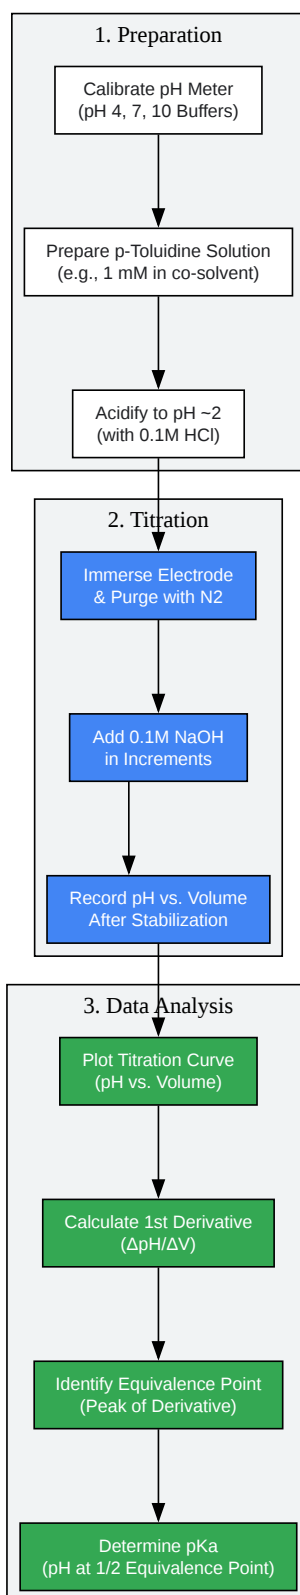 1. Preparation
Calibrate pH Meter
(pH 4, 7, 10 Buffers)
Prepare p-Toluidine Solution
(e.g., 1 mM in co-solvent)
Acidify to pH ~2
(with 0.1M HCl)
2. Titration
Immerse Electrode
& Purge with N2
Add 0.1M NaOH
in Increments
Record pH vs. Volume
After Stabilization
3. Data Analysis
Plot Titration Curve
(pH vs. Volume)
Calculate 1st Derivative
(ΔpH/ΔV)
Identify Equivalence Point
(Peak of Derivative)
Determine pKa
(pH at 1/2 Equivalence Point)